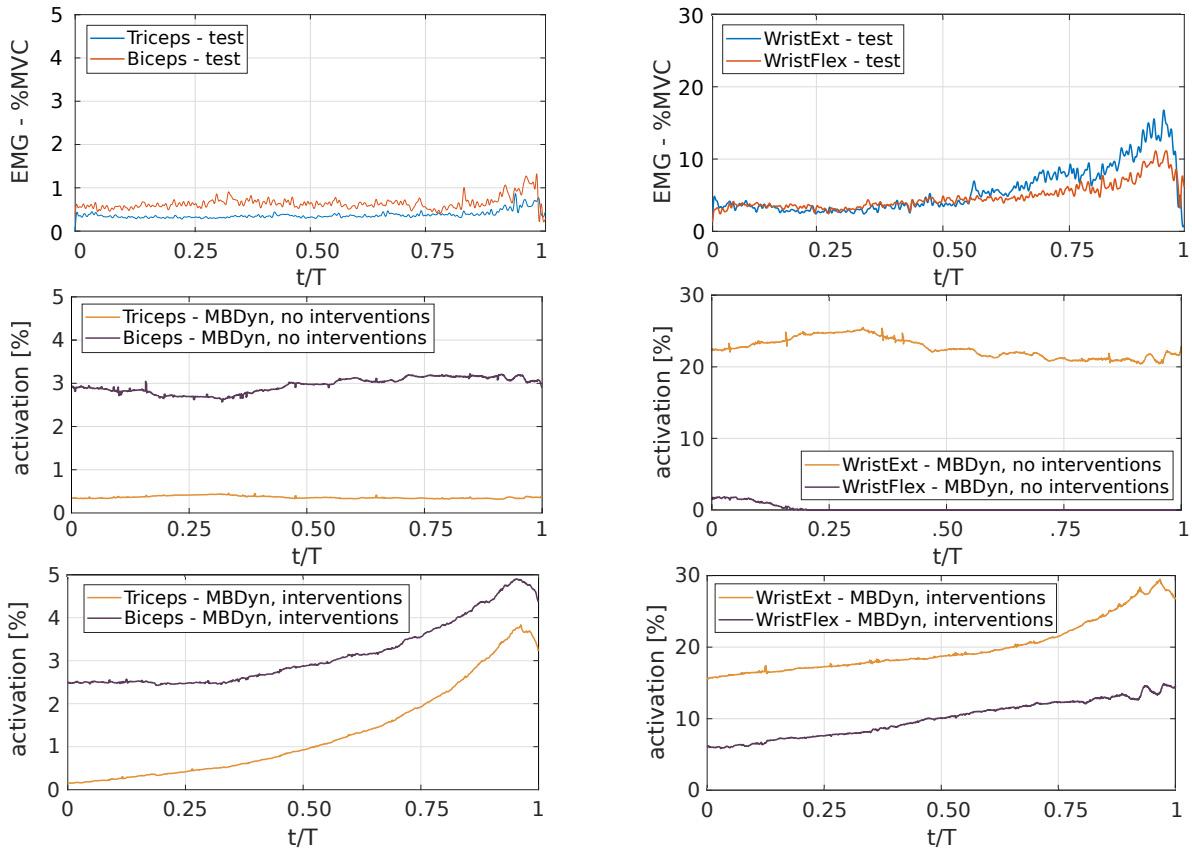 5
4
3
2
1
0
EMG - %MVC
Triceps - test
Biceps - test
0 0.25 0.50 0.75 1
t/T
30
20
10
0
EMG - %MVC
WristExt - test
WristFlex - test
0 0.25 0.50 0.75 1
t/T
5
4
3
2
1
0
activation [%]
Triceps - MBDyn, no interventions
Biceps - MBDyn, no interventions
0 0.25 0.50 0.75 1
t/T
30
20
10
0
activation [%]
WristExt - MBDyn, no interventions
WristFlex - MBDyn, no interventions
0 0.25 .50 .75 1
t/T
5
4
3
2
1
0
activation [%]
Triceps - MBDyn, interventions
Biceps - MBDyn, interventions
0 0.25 0.50 0.75 1
t/T
30
20
10
0
activation [%]
WristExt - MBDyn, interventions
WristFlex - MBDyn, interventions
0 0.25 0.50 0.75 1
t/T